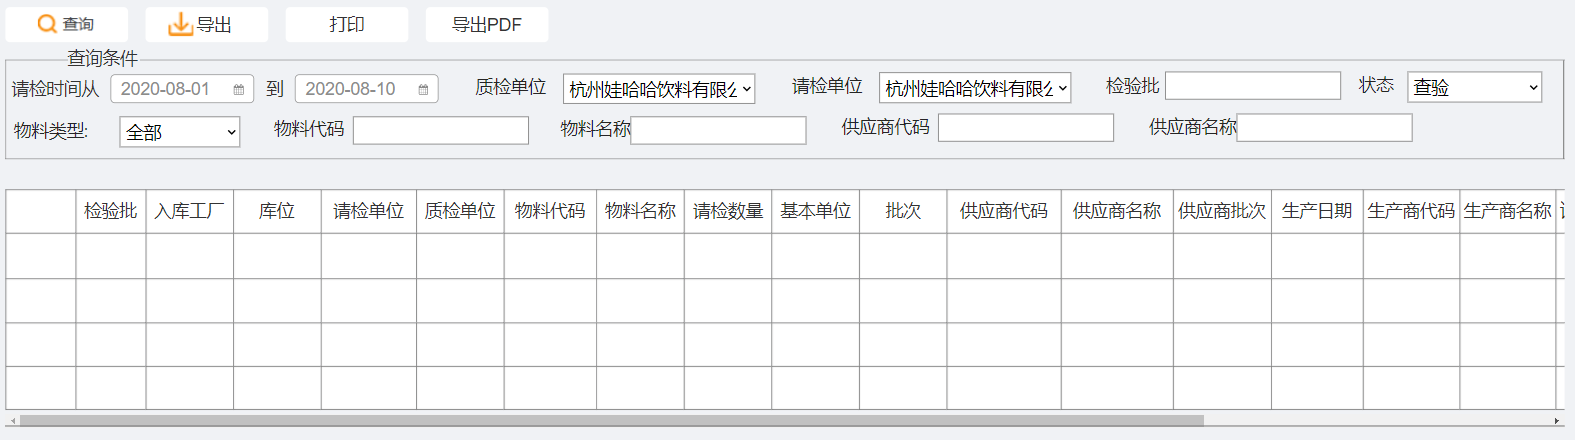 查询 导出 打印 导出PDF
查询条件
请检时间从 2020-08-01 到 2020-08-10 质检单位 杭州娃哈哈饮料有限公 请检单位 杭州娃哈哈饮料有限公 检验批 状态 查验
物料类型: 全部 物料代码 物料名称 供应商代码 供应商名称
检验批 入库工厂 库位 请检单位 质检单位 物料代码 物料名称 请检数量 基本单位 批次 供应商代码 供应商名称 供应商批次 生产日期 生产商代码 生产商名称